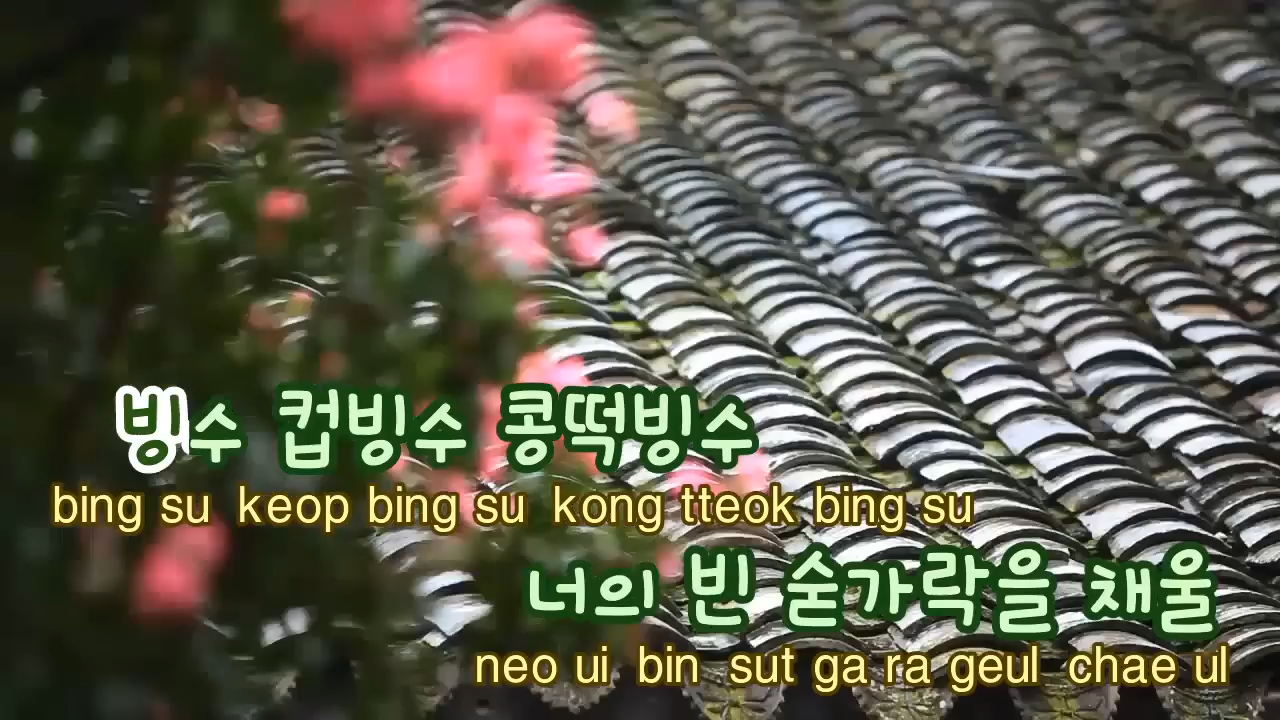 빙수 컵빙수 콩떡빙수
bing su keop bing su kong tteok bing su
너의 빈 숟가락을 채울
neo ui bin sut ga ra geul chae ul